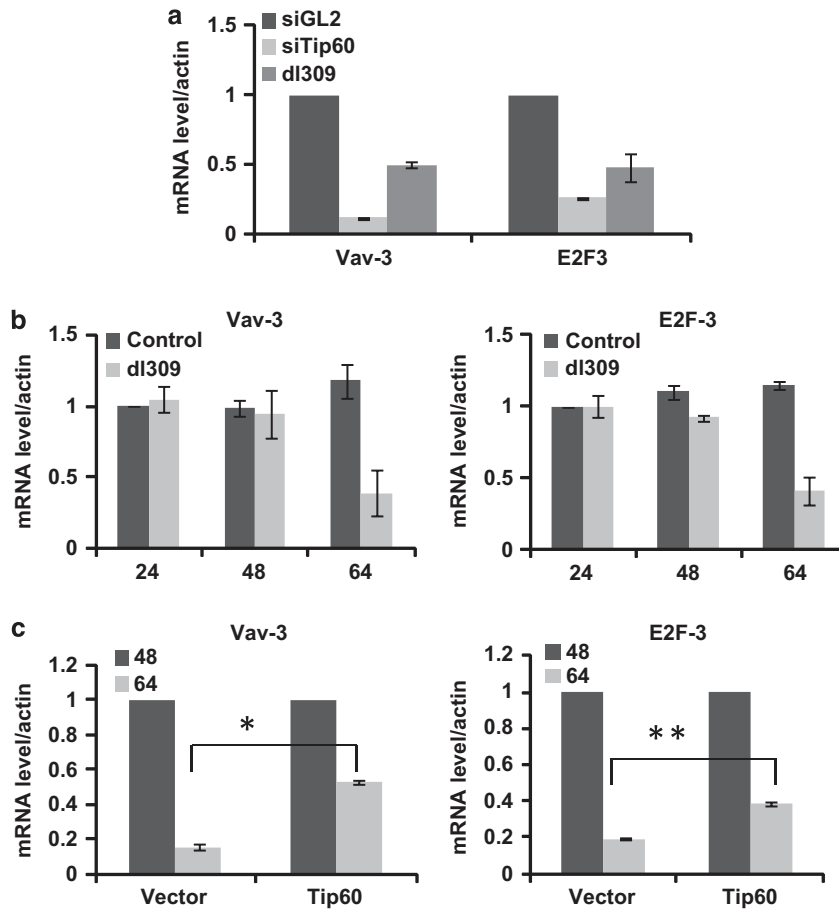 a
siGL2
siTip60
dl309
mRNA level/actin
1.5
1
0.5
0
Vav-3
E2F3
b
Vav-3
Control
dl309
mRNA level/actin
1.5
1
0.5
0
24
48
64
E2F-3
Control
dl309
mRNA level/actin
1.5
1
0.5
0
24
48
64
c
Vav-3
48
64
mRNA level/actin
1.2
1
0.8
0.6
0.4
0.2
0
*
Vector
Tip60
E2F-3
48
64
mRNA level/actin
1.2
1
0.8
0.6
0.4
0.2
0
**
Vector
Tip60